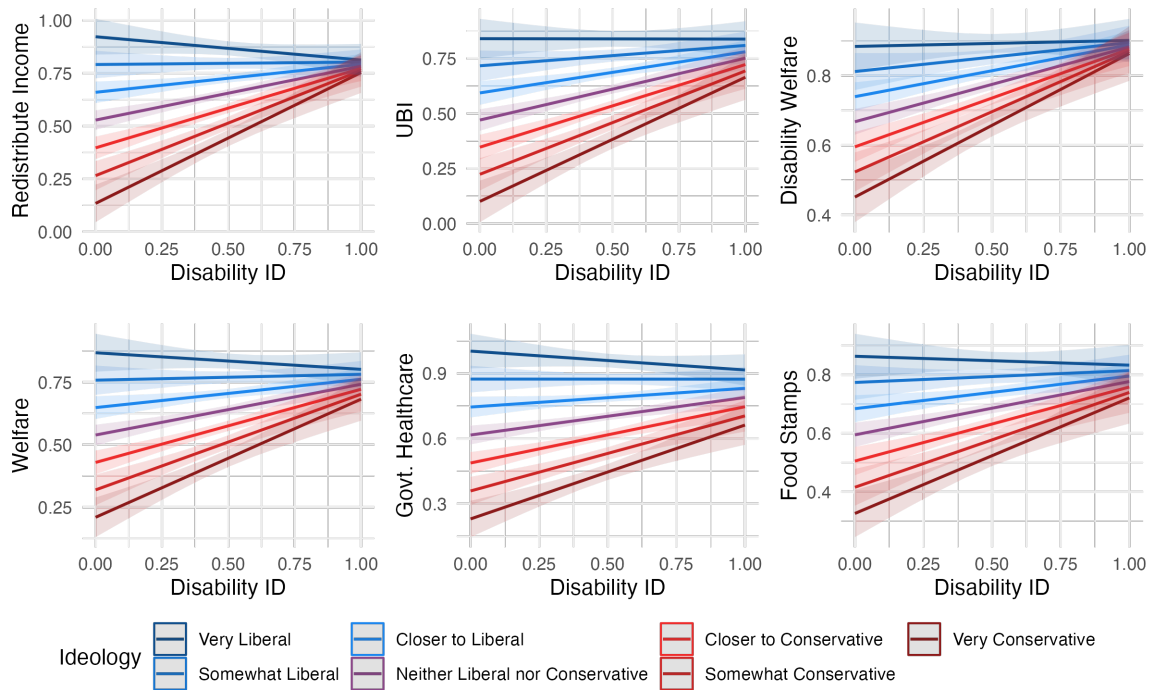 Redistribute Income
1.00
0.75
0.50
0.25
0.00
0.00 0.25 0.50 0.75 1.00
Disability ID
UBI
0.75
0.50
0.25
0.00
0.00 0.25 0.50 0.75 1.00
Disability ID
Disability Welfare
0.8
0.6
0.4
0.00 0.25 0.50 0.75 1.00
Disability ID
Welfare
0.75
0.50
0.25
0.00 0.25 0.50 0.75 1.00
Disability ID
Govt. Healthcare
0.9
0.6
0.3
0.00 0.25 0.50 0.75 1.00
Disability ID
Food Stamps
0.8
0.6
0.4
0.00 0.25 0.50 0.75 1.00
Disability ID
Ideology
Very Liberal
Somewhat Liberal
Closer to Liberal
Neither Liberal nor Conservative
Closer to Conservative
Somewhat Conservative
Very Conservative